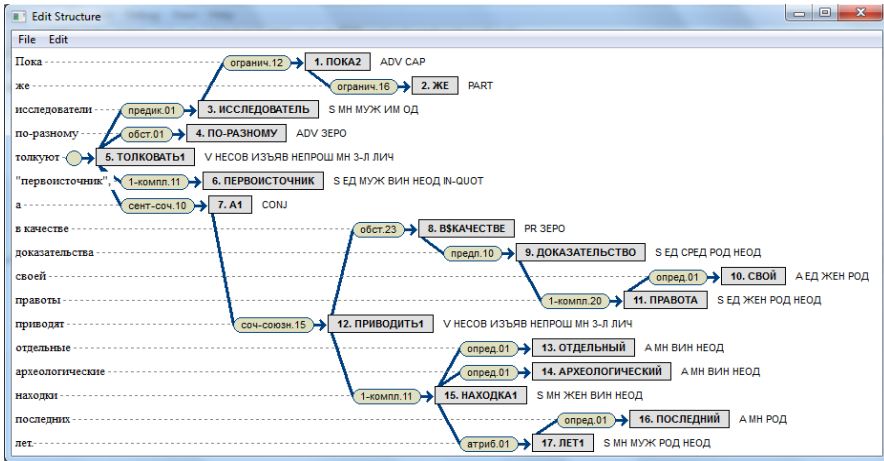 Edit Structure
File Edit
Пока огранич.12 1. ПОКА2 ADV CAP
же огранич.16 2. ЖЕ PART
исследователи предик.01 3. ИССЛЕДОВАТЕЛЬ S МН МУЖ ИМ ОД
по-разному обст.01 4. ПО-РАЗНОМУ ADV ЗЕРО
толкуют 5. ТОЛКОВАТЬ1 V НЕСОВ ИЗЪЯВ НЕПРОШ МН 3-Л ЛИЧ
"первоисточник", 1-компл.11 6. ПЕРВОИСТОЧНИК S ЕД МУЖ ВИН НЕОД IN-QUOT
а сент-соч.10 7. А1 CONJ
в качестве обст.23 8. В$КАЧЕСТВЕ PR ЗЕРО
доказательства предл.10 9. ДОКАЗАТЕЛЬСТВО S ЕД СРЕД РОД НЕОД
своей опред.01 10. СВОЙ A ЕД ЖЕН РОД
правоты 1-компл.20 11. ПРАВОТА S ЕД ЖЕН РОД НЕОД
приводят соч-союзн.15 12. ПРИВОДИТЬ1 V НЕСОВ ИЗЪЯВ НЕПРОШ МН 3-Л ЛИЧ
отдельные опред.01 13. ОТДЕЛЬНЫЙ A МН ВИН НЕОД
археологические опред.01 14. АРХЕОЛОГИЧЕСКИЙ A МН ВИН НЕОД
находки 1-компл.11 15. НАХОДКА1 S МН ЖЕН ВИН НЕОД
последних опред.01 16. ПОСЛЕДНИЙ A МН РОД
лет. атриб.01 17. ЛЕТ1 S МН МУЖ РОД НЕОД